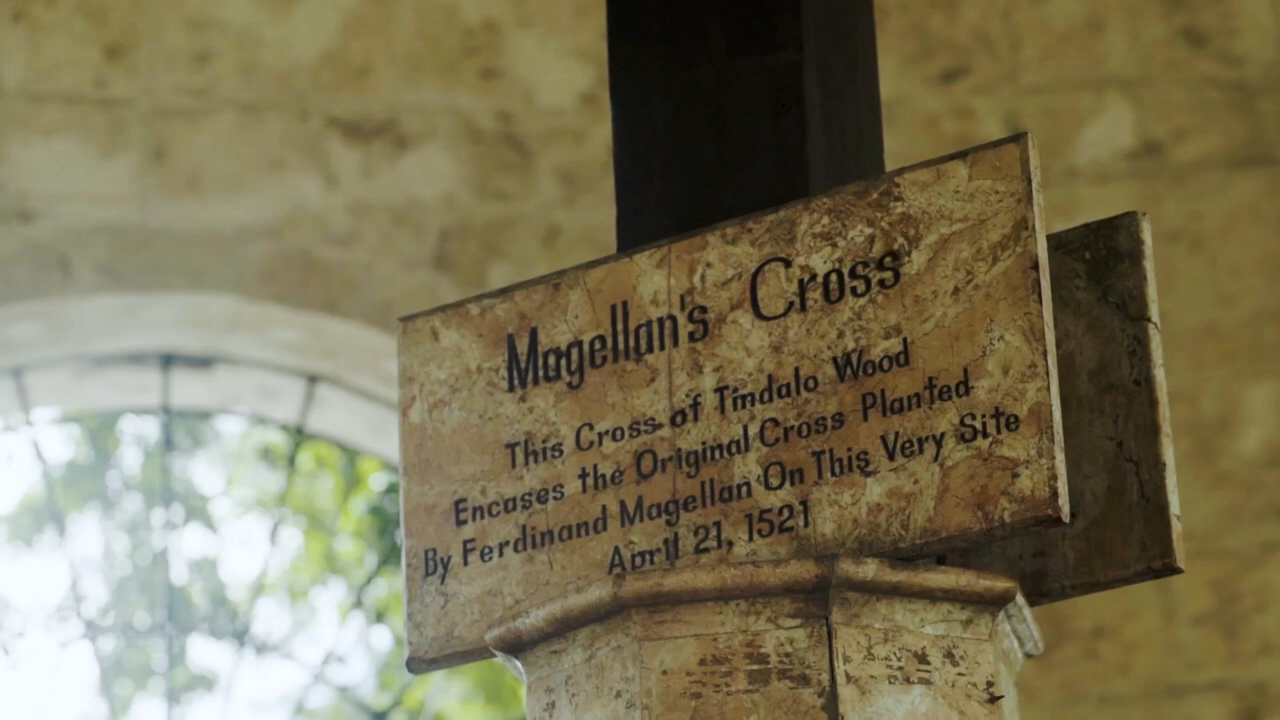 Magellan's Cross
This Cross of Tindalo Wood
Encases the Original Cross Planted
By Ferdinand Magellan On This Very Site
April 21, 1521